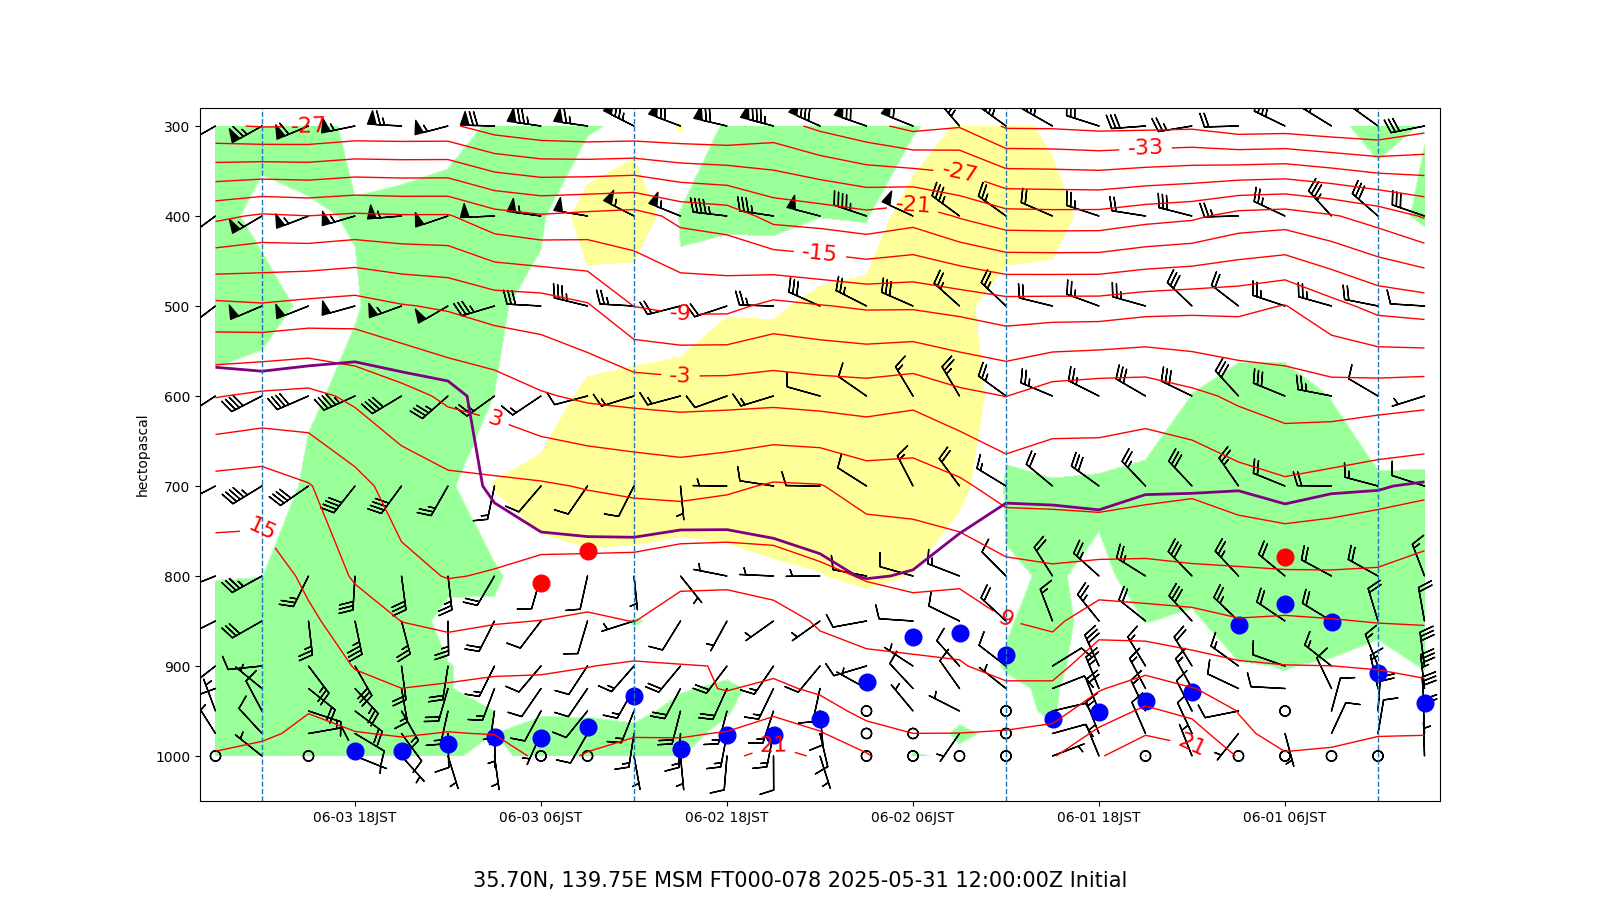 300
400
500
600
700
800
900
1000
hectopascal
-27
-33
-27
-21
-15
-9
-3
3
15
9
21
21
06-03 18JST
06-03 06JST
06-02 18JST
06-02 06JST
06-01 18JST
06-01 06JST
35.70N, 139.75E MSM FT000-078 2025-05-31 12:00:00Z Initial